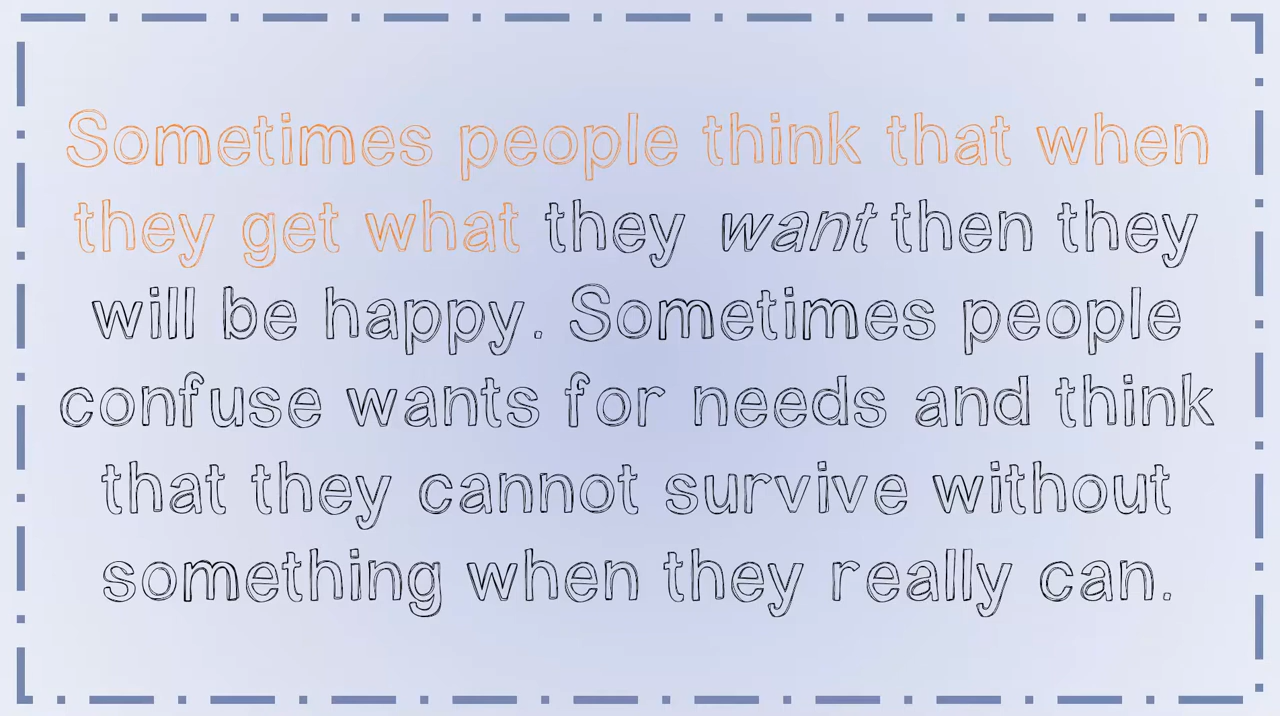 Sometimes people think that when
they get what they want then they
will be happy. Sometimes people
confuse wants for needs and think
that they cannot survive without
something when they really can.